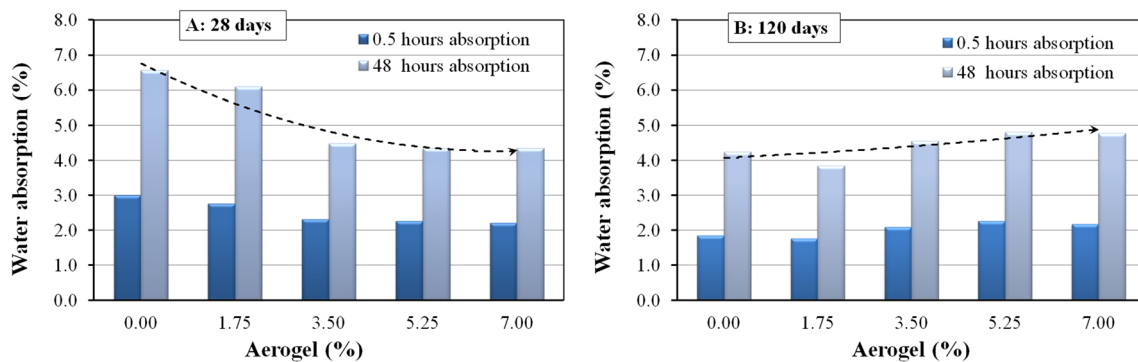 A: 28 days
0.5 hours absorption
48 hours absorption
8.0
7.0
6.0
5.0
4.0
3.0
2.0
1.0
0.0
Water absorption (%)
0.00 1.75 3.50 5.25 7.00
Aerogel (%)
B: 120 days
0.5 hours absorption
48 hours absorption
8.0
7.0
6.0
5.0
4.0
3.0
2.0
1.0
0.0
Water absorption (%)
0.00 1.75 3.50 5.25 7.00
Aerogel (%)